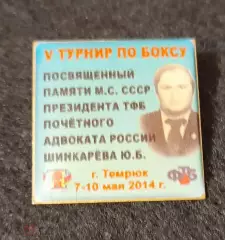 V ТУРНИР ПО БОКСУ
ПОСВЯЩЕННЫЙ
ПАМЯТИ М.С. СССР
ПРЕЗИДЕНТА ТФБ
ПОЧЁТНОГО
АДВОКАТА РОССИИ
ШИНКАРЁВА Ю.Б.
г. Темрюк
7-10 мая 2014 г.